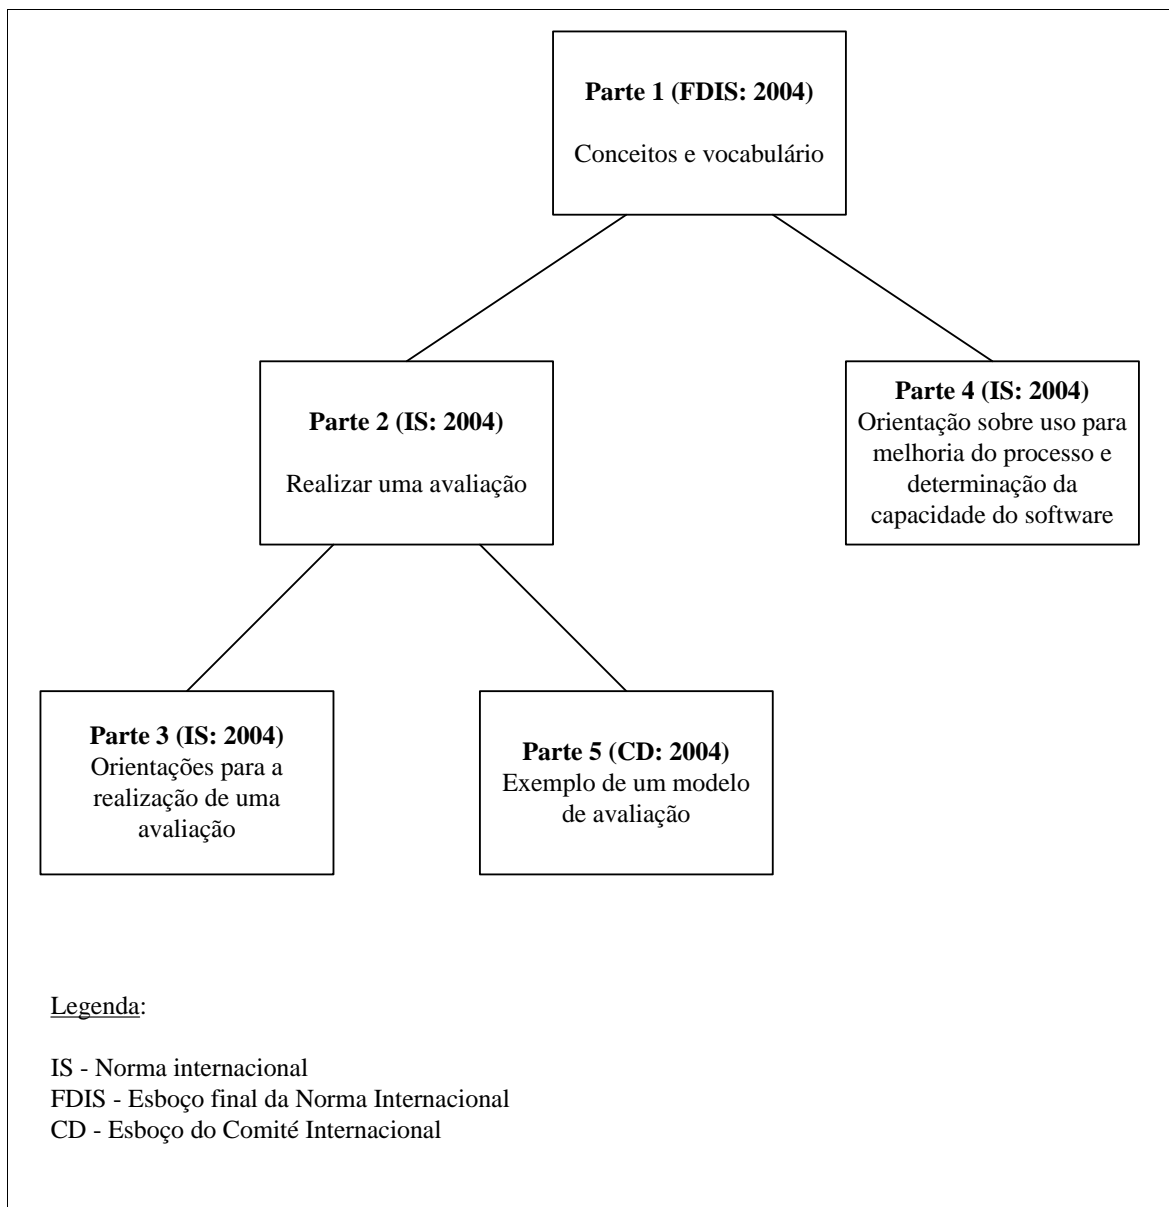 Parte 1 (FDIS: 2004)
Conceitos e vocabulário
Parte 2 (IS: 2004)
Realizar uma avaliação
Parte 4 (IS: 2004)
Orientação sobre uso para
melhoria do processo e
determinação da
capacidade do software
Parte 3 (IS: 2004)
Orientações para a
realização de uma
avaliação
Parte 5 (CD: 2004)
Exemplo de um modelo
de avaliação
Legenda:
IS - Norma internacional
FDIS - Esboço final da Norma Internacional
CD - Esboço do Comité Internacional